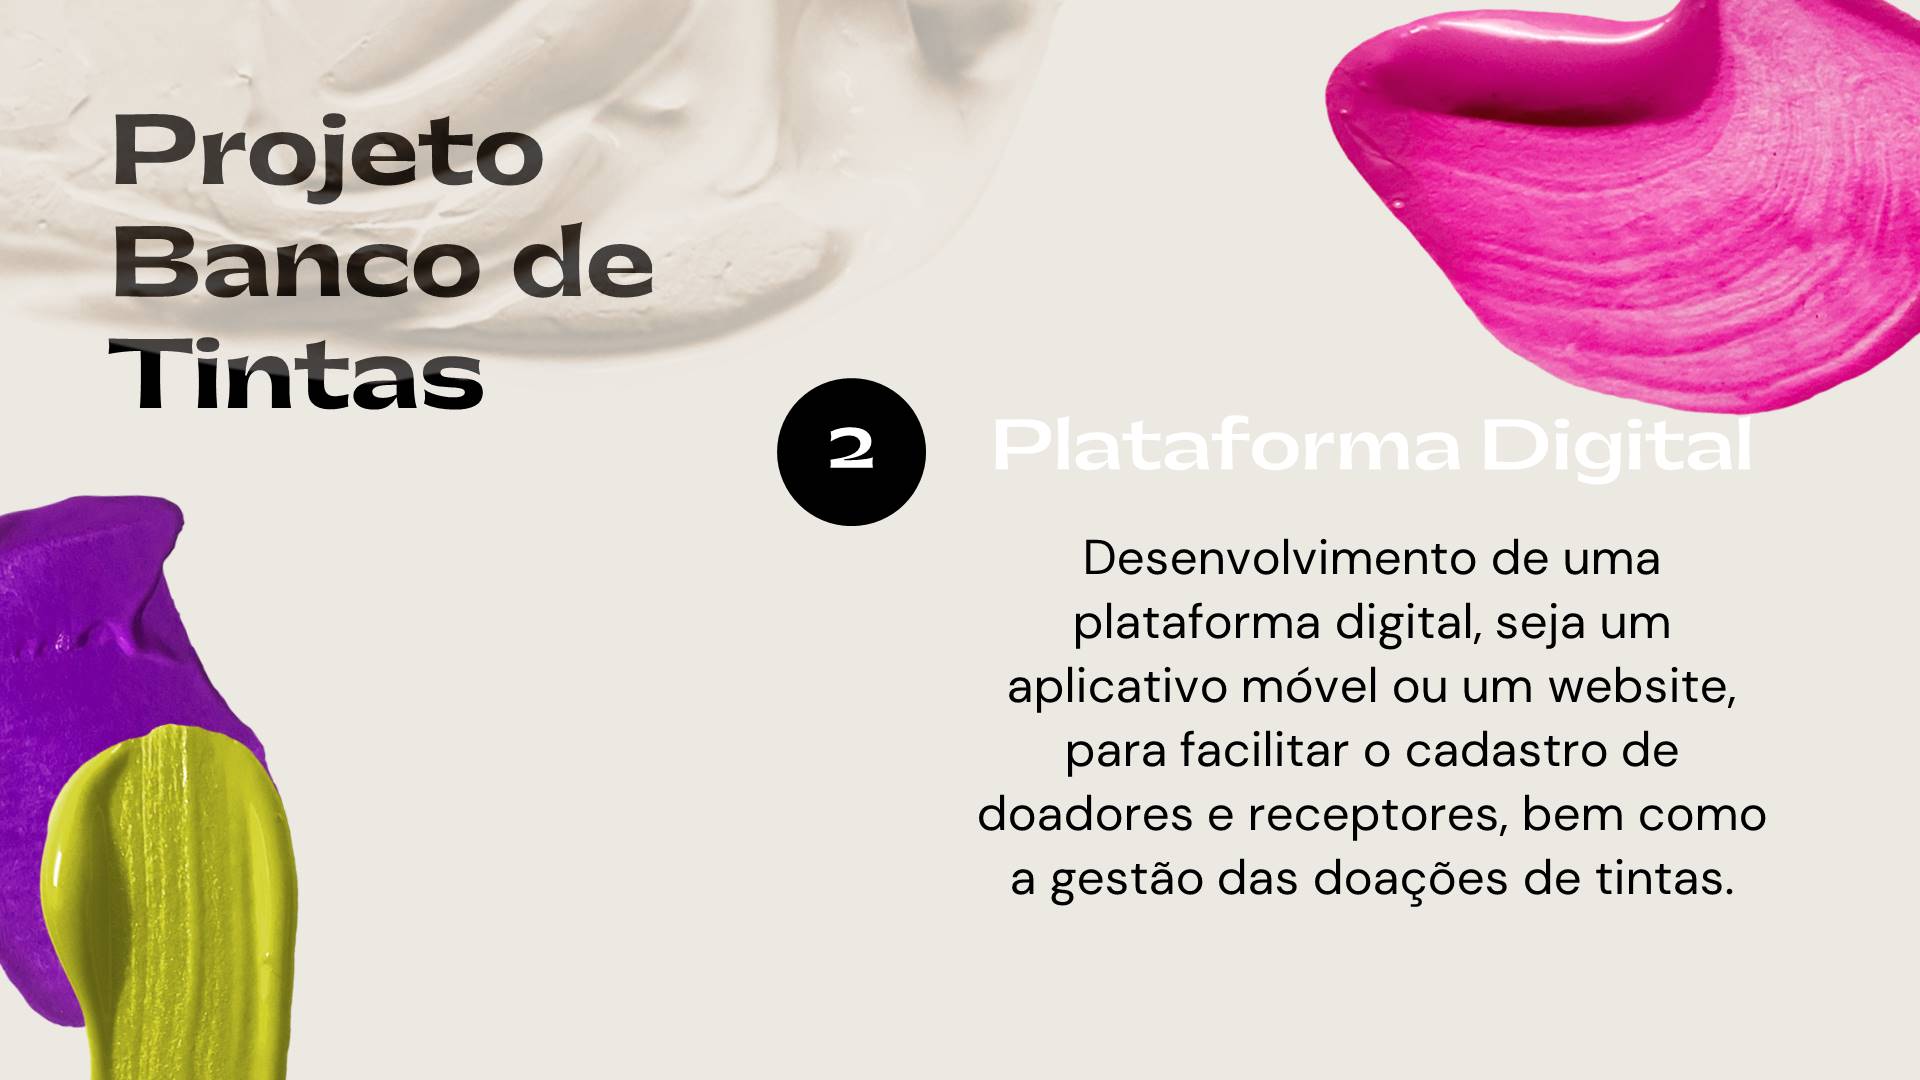 Projeto
Banco de
Tintas
2
Plataforma Digital
Desenvolvimento de uma
plataforma digital, seja um
aplicativo móvel ou um website,
para facilitar o cadastro de
doadores e receptores, bem como
a gestão das doações de tintas.